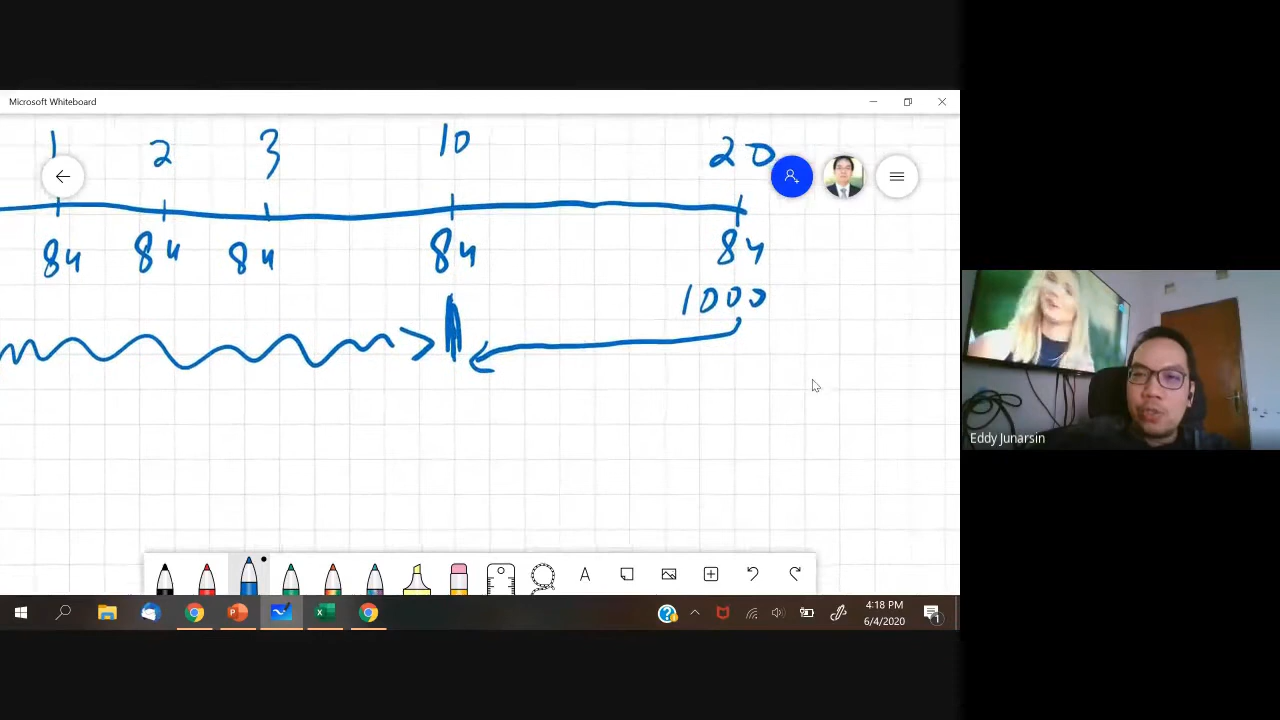 Microsoft Whiteboard
1 2 3 10 20
84 84 84 84 84
1000
Eddy Junarsin
A
4:18 PM
6/4/2020
1